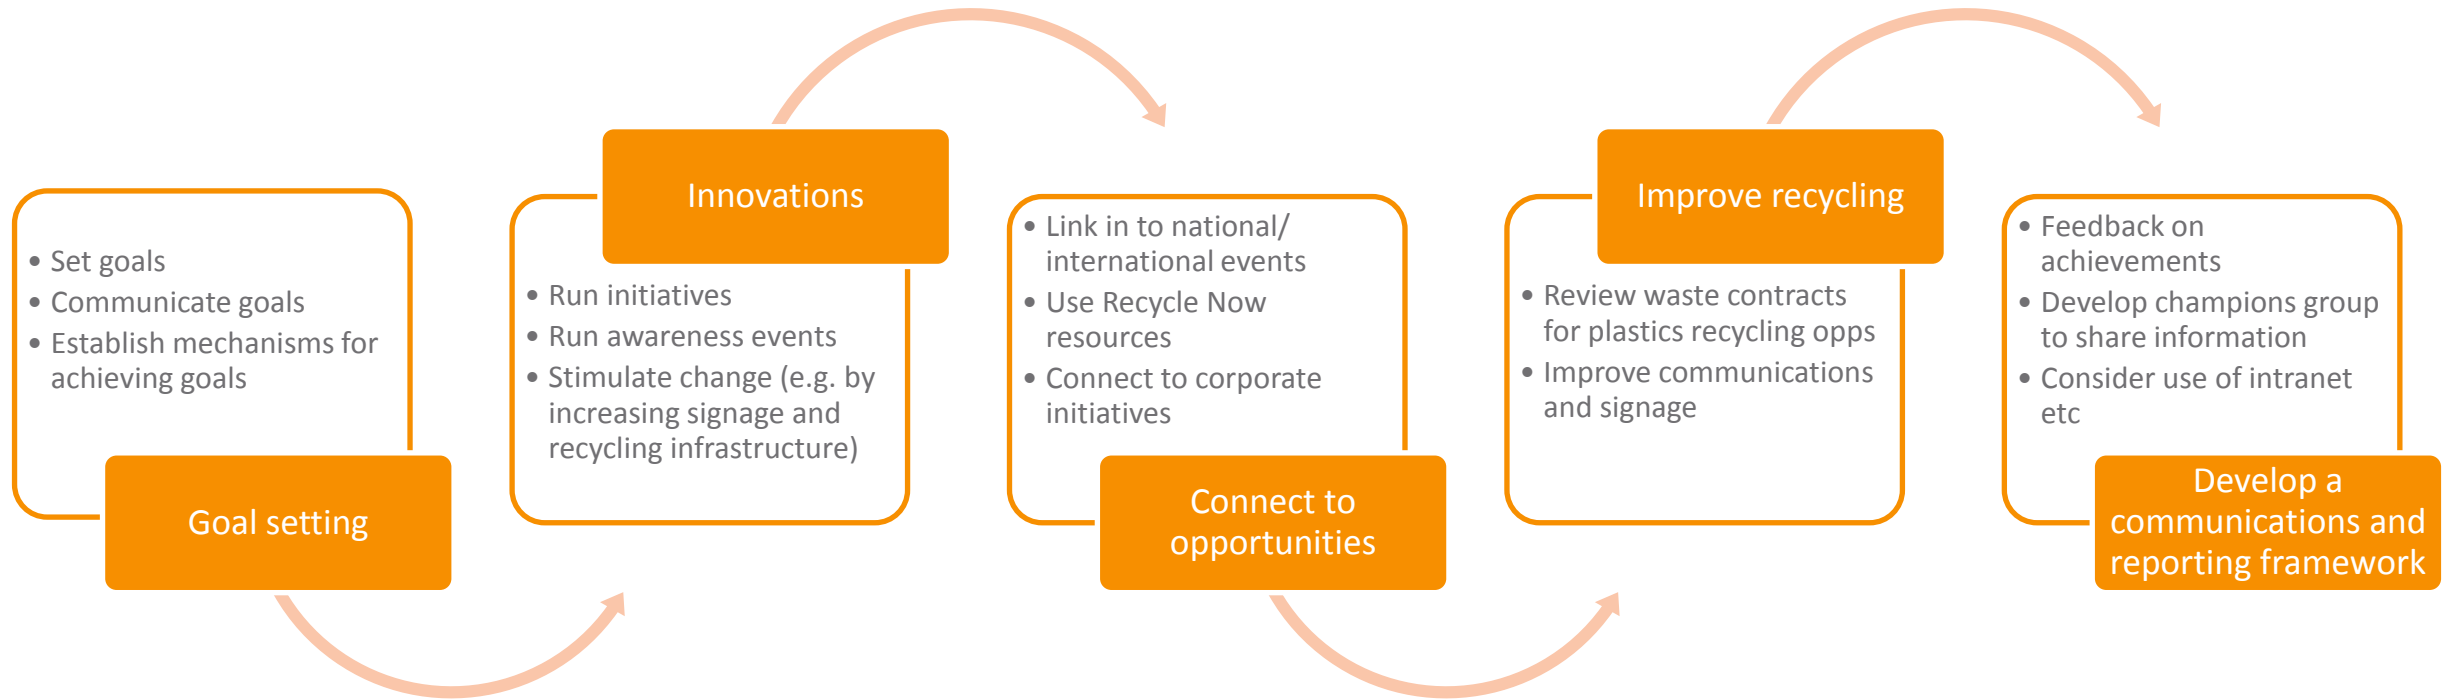 • Set goals
• Communicate goals
• Establish mechanisms for
achieving goals
Goal setting
Innovations
• Run initiatives
• Run awareness events
• Stimulate change (e.g. by
increasing signage and
recycling infrastructure)
• Link in to national/
international events
• Use Recycle Now
resources
• Connect to corporate
initiatives
Connect to
opportunities
Improve recycling
• Review waste contracts
for plastics recycling opps
• Improve communications
and signage
• Feedback on
achievements
• Develop champions group
to share information
• Consider use of intranet
etc
Develop a
communications and
reporting framework